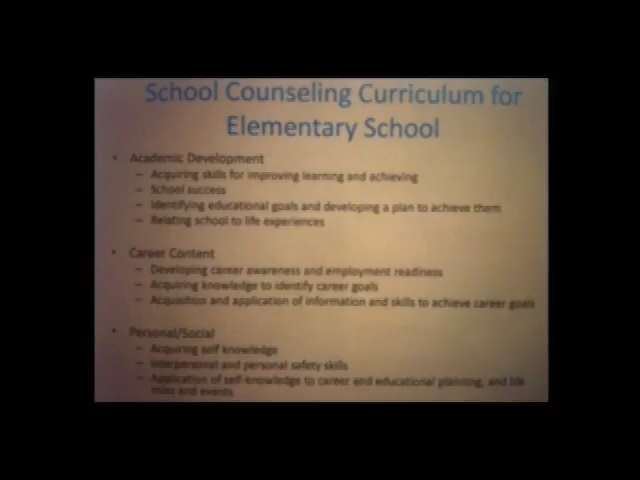 School Counseling Curriculum for
Elementary School
• Academic Development
– Acquiring skills for improving learning and achieving
– School success
– Identifying educational goals and developing a plan to achieve them
– Relating school to life experiences
• Career Content
– Developing career awareness and employment readiness
– Acquiring knowledge to identify career goals
– Acquisition and application of information and skills to achieve career goals
• Personal/Social
– Acquiring self knowledge
– Interpersonal and personal safety skills
– Application of self-knowledge to career and educational planning, and life
roles and events